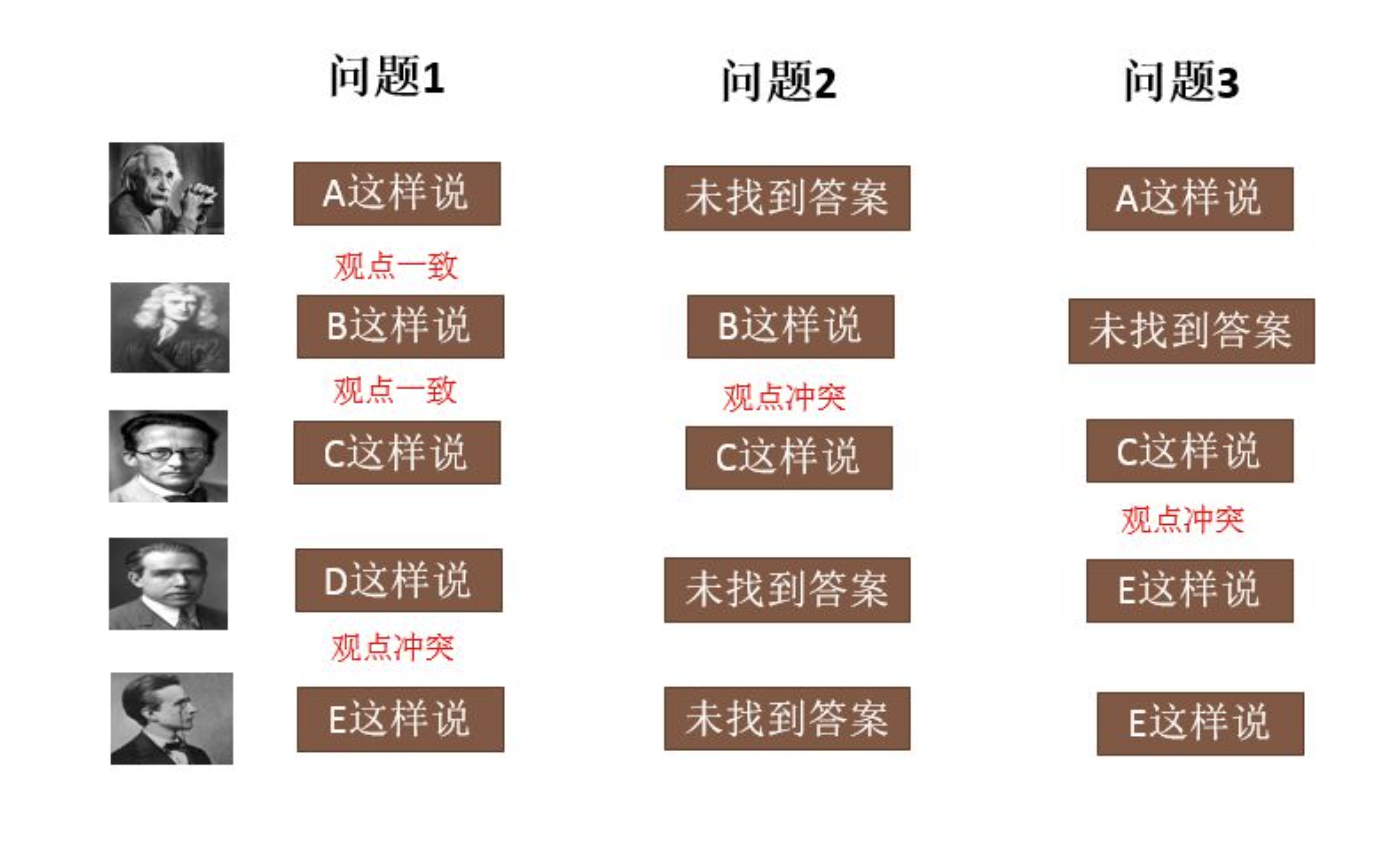 问题1 问题2 问题3
A这样说 未找到答案 A这样说
观点一致
B这样说 B这样说 未找到答案
观点一致 观点冲突
C这样说 C这样说 C这样说
观点冲突
D这样说 未找到答案 E这样说
观点冲突
E这样说 未找到答案 E这样说